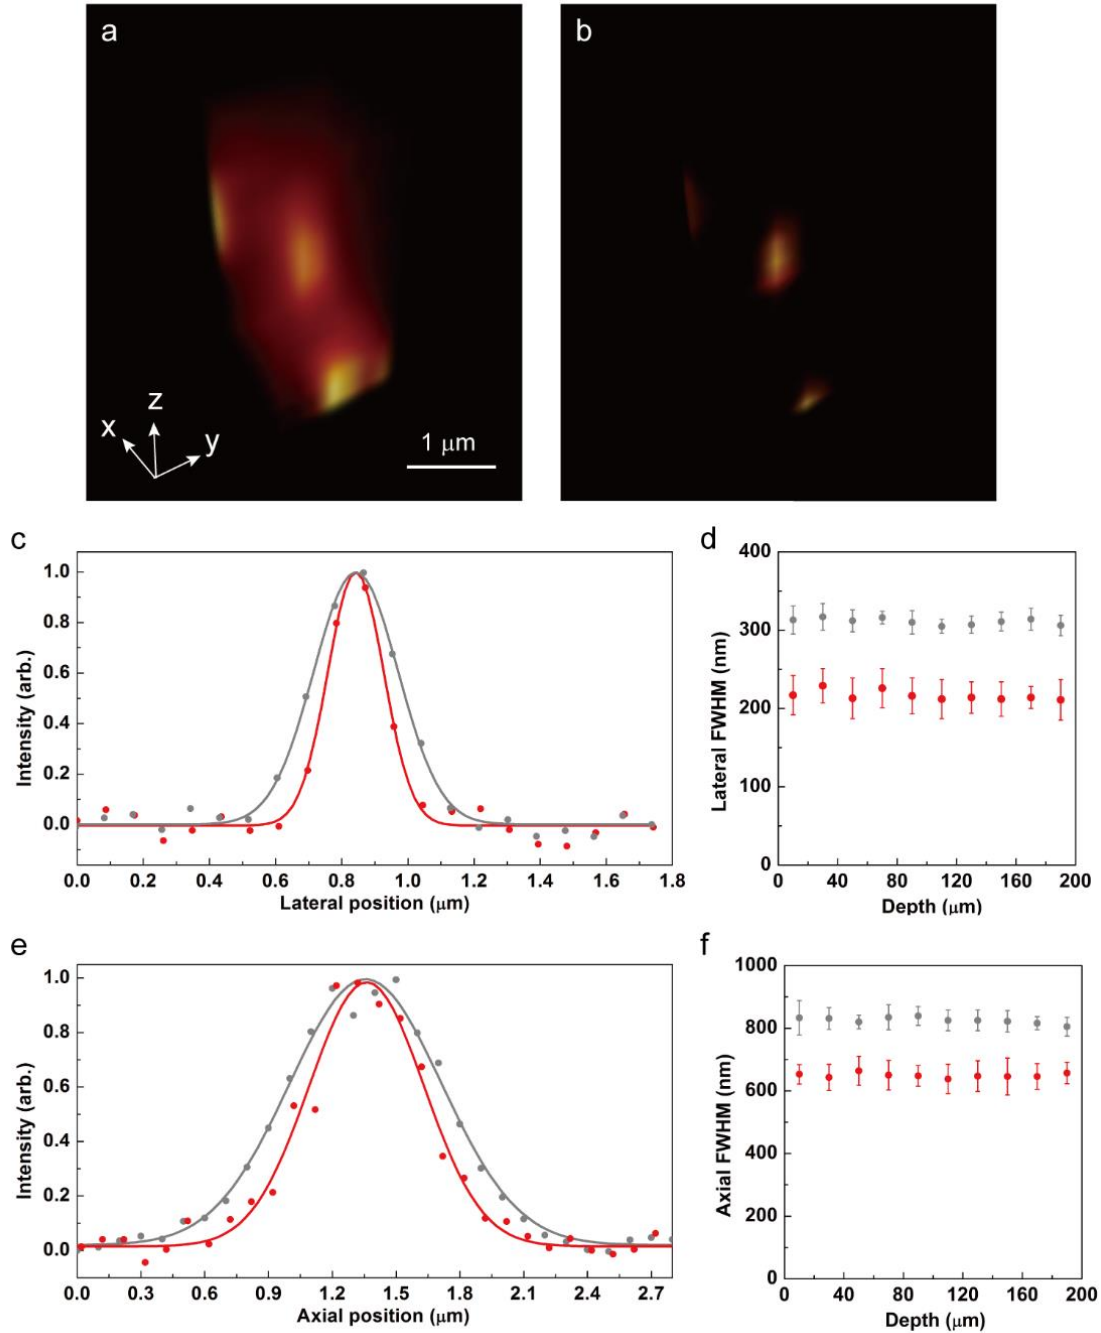 a
b
x
z
y
1 μm
c
1.0
0.8
0.6
0.4
0.2
0.0
Intensity (arb.)
0.0 0.2 0.4 0.6 0.8 1.0 1.2 1.4 1.6 1.8
Lateral position (μm)
d
400
300
200
100
0
Lateral FWHM (nm)
0 40 80 120 160 200
Depth (μm)
e
1.0
0.8
0.6
0.4
0.2
0.0
Intensity (arb.)
0.0 0.3 0.6 0.9 1.2 1.5 1.8 2.1 2.4 2.7
Axial position (μm)
f
1000
800
600
400
200
0
Axial FWHM (nm)
0 40 80 120 160 200
Depth (μm)